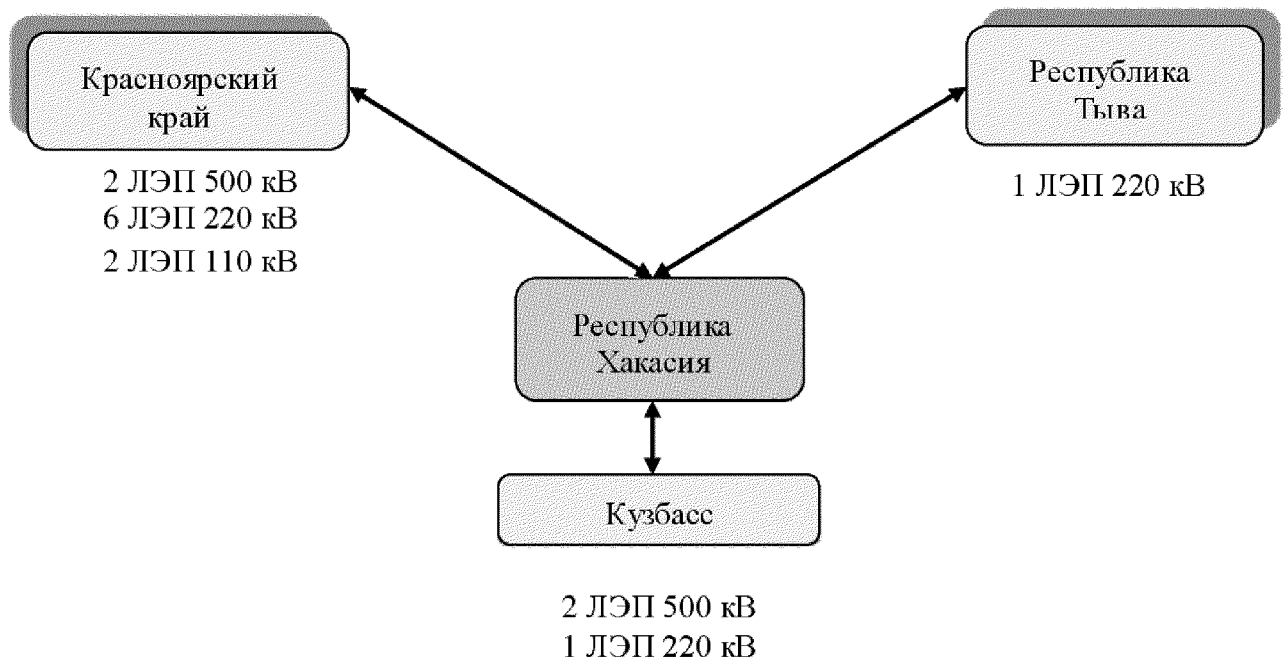 Красноярский
край
2 ЛЭП 500 кВ
6 ЛЭП 220 кВ
2 ЛЭП 110 кВ
Республика
Тыва
1 ЛЭП 220 кВ
Республика
Хакасия
Кузбасс
2 ЛЭП 500 кВ
1 ЛЭП 220 кВ